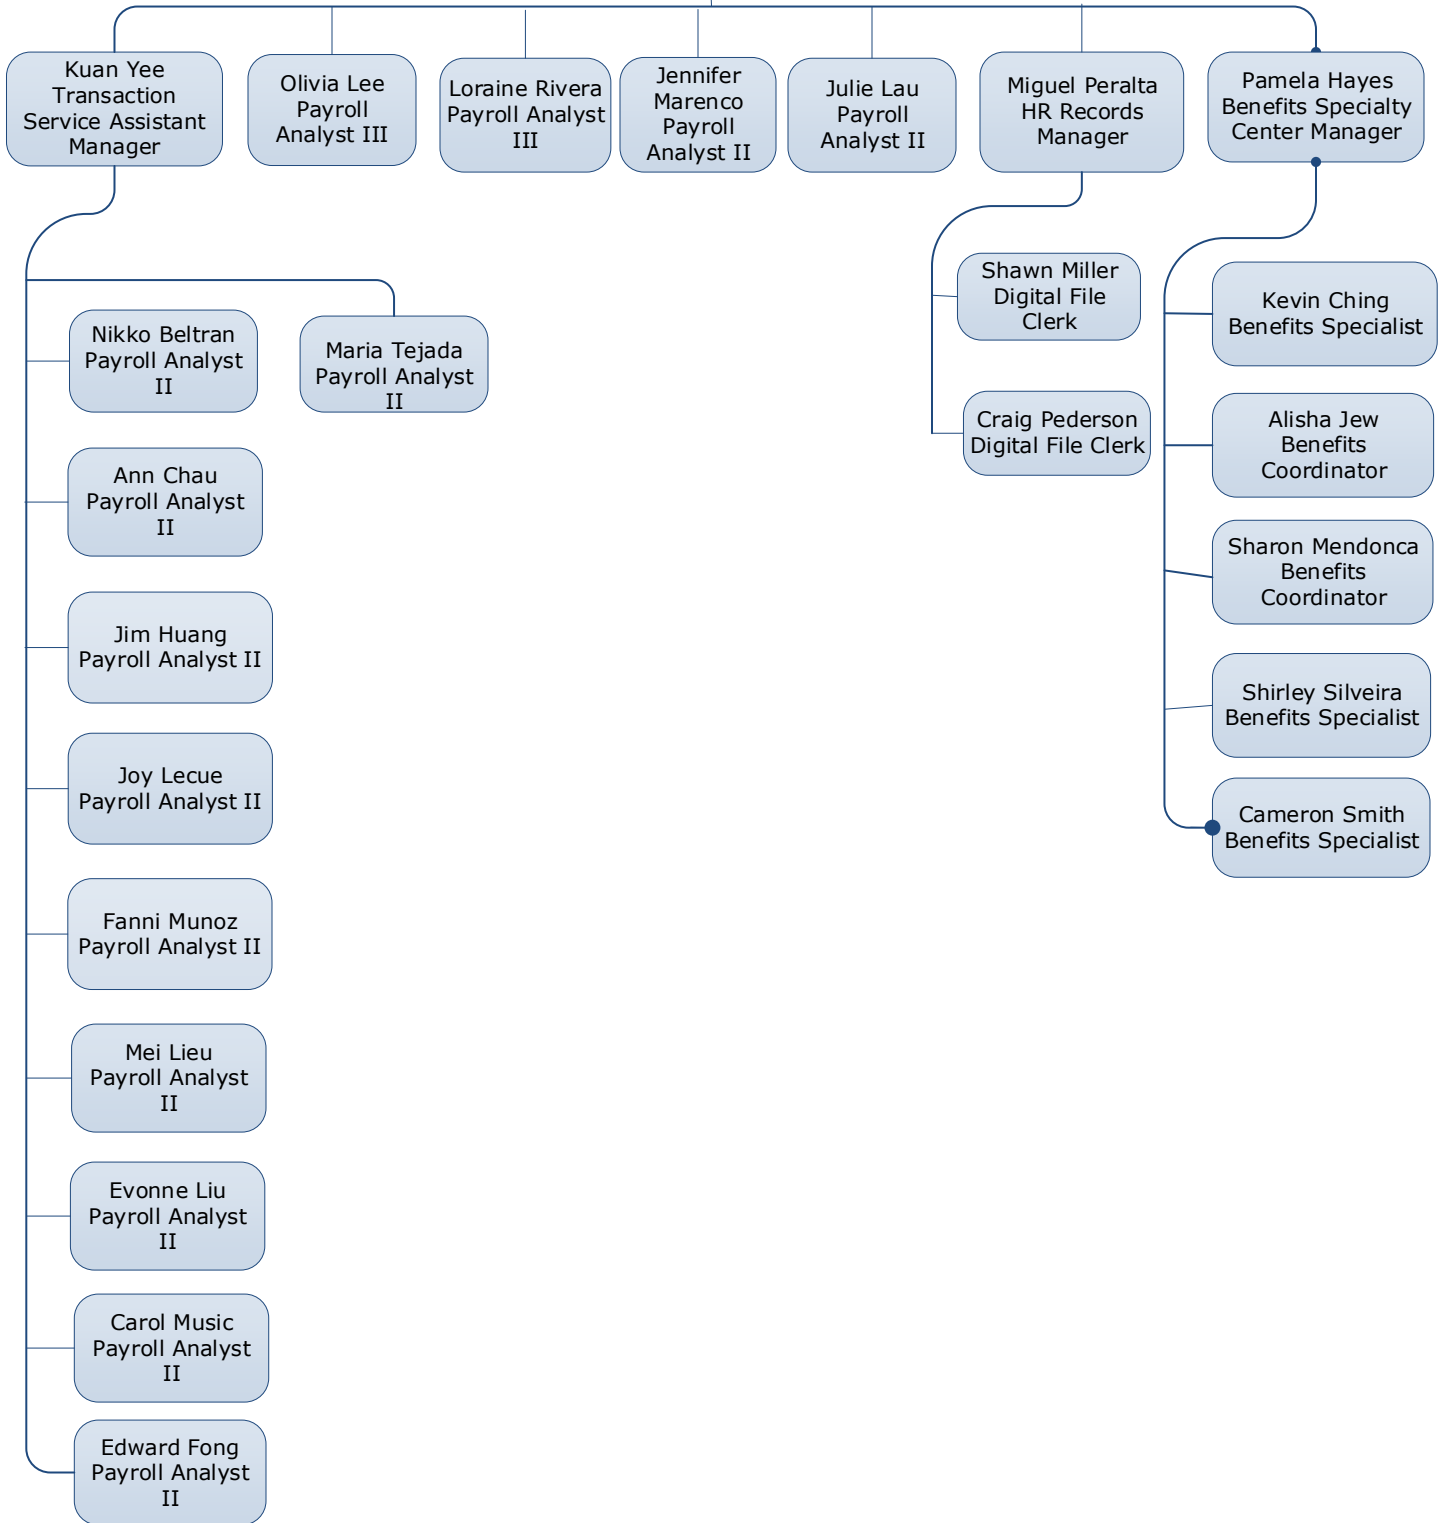 Kuan Yee
Transaction
Service Assistant
Manager
Olivia Lee
Payroll
Analyst III
Loraine Rivera
Payroll Analyst
III
Jennifer
Marenco
Payroll
Analyst II
Julie Lau
Payroll
Analyst II
Miguel Peralta
HR Records
Manager
Pamela Hayes
Benefits Specialty
Center Manager
Nikko Beltran
Payroll Analyst
II
Maria Tejada
Payroll Analyst
II
Ann Chau
Payroll Analyst
II
Jim Huang
Payroll Analyst II
Joy Lecue
Payroll Analyst II
Fanni Munoz
Payroll Analyst II
Mei Lieu
Payroll Analyst
II
Evonne Liu
Payroll Analyst
II
Carol Music
Payroll Analyst
II
Edward Fong
Payroll Analyst
II
Shawn Miller
Digital File
Clerk
Craig Pederson
Digital File Clerk
Kevin Ching
Benefits Specialist
Alisha Jew
Benefits
Coordinator
Sharon Mendonca
Benefits
Coordinator
Shirley Silveira
Benefits Specialist
Cameron Smith
Benefits Specialist